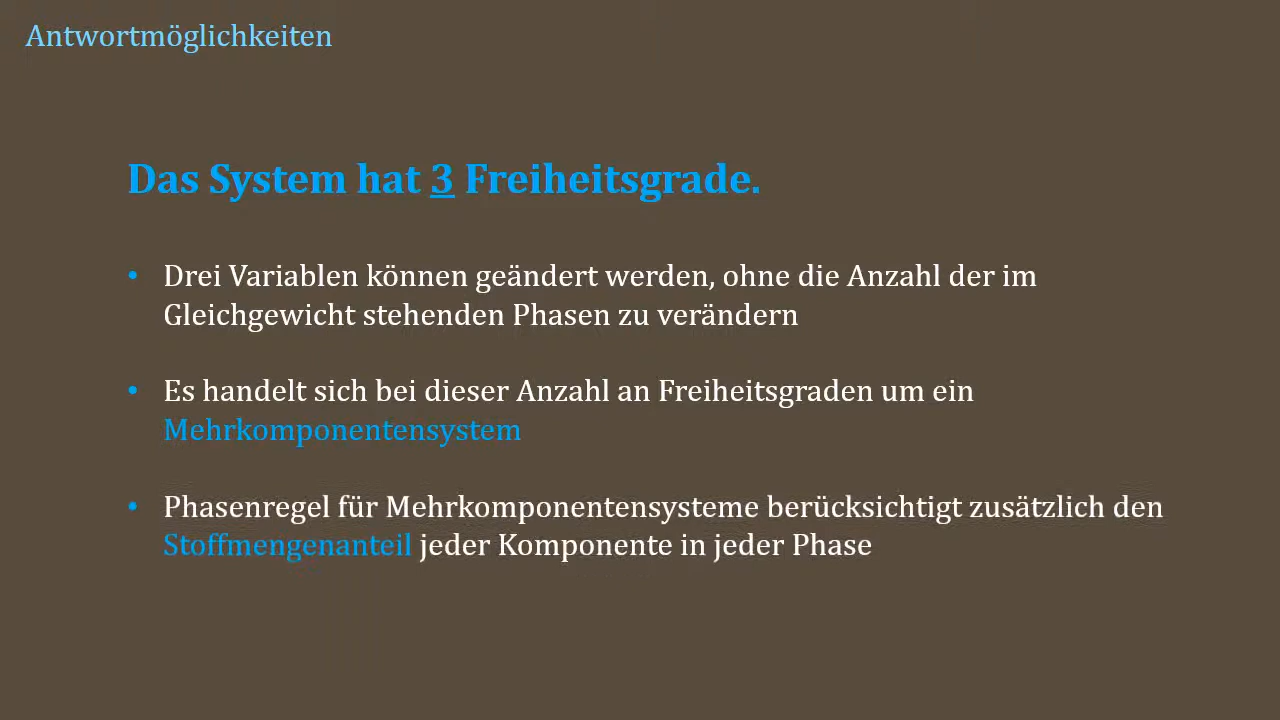 Antwortmöglichkeiten
Das System hat 3 Freiheitsgrade.
• Drei Variablen können geändert werden, ohne die Anzahl der im
Gleichgewicht stehenden Phasen zu verändern
• Es handelt sich bei dieser Anzahl an Freiheitsgraden um ein
Mehrkomponentensystem
• Phasenregel für Mehrkomponentensysteme berücksichtigt zusätzlich den
Stoffmengenanteil jeder Komponente in jeder Phase